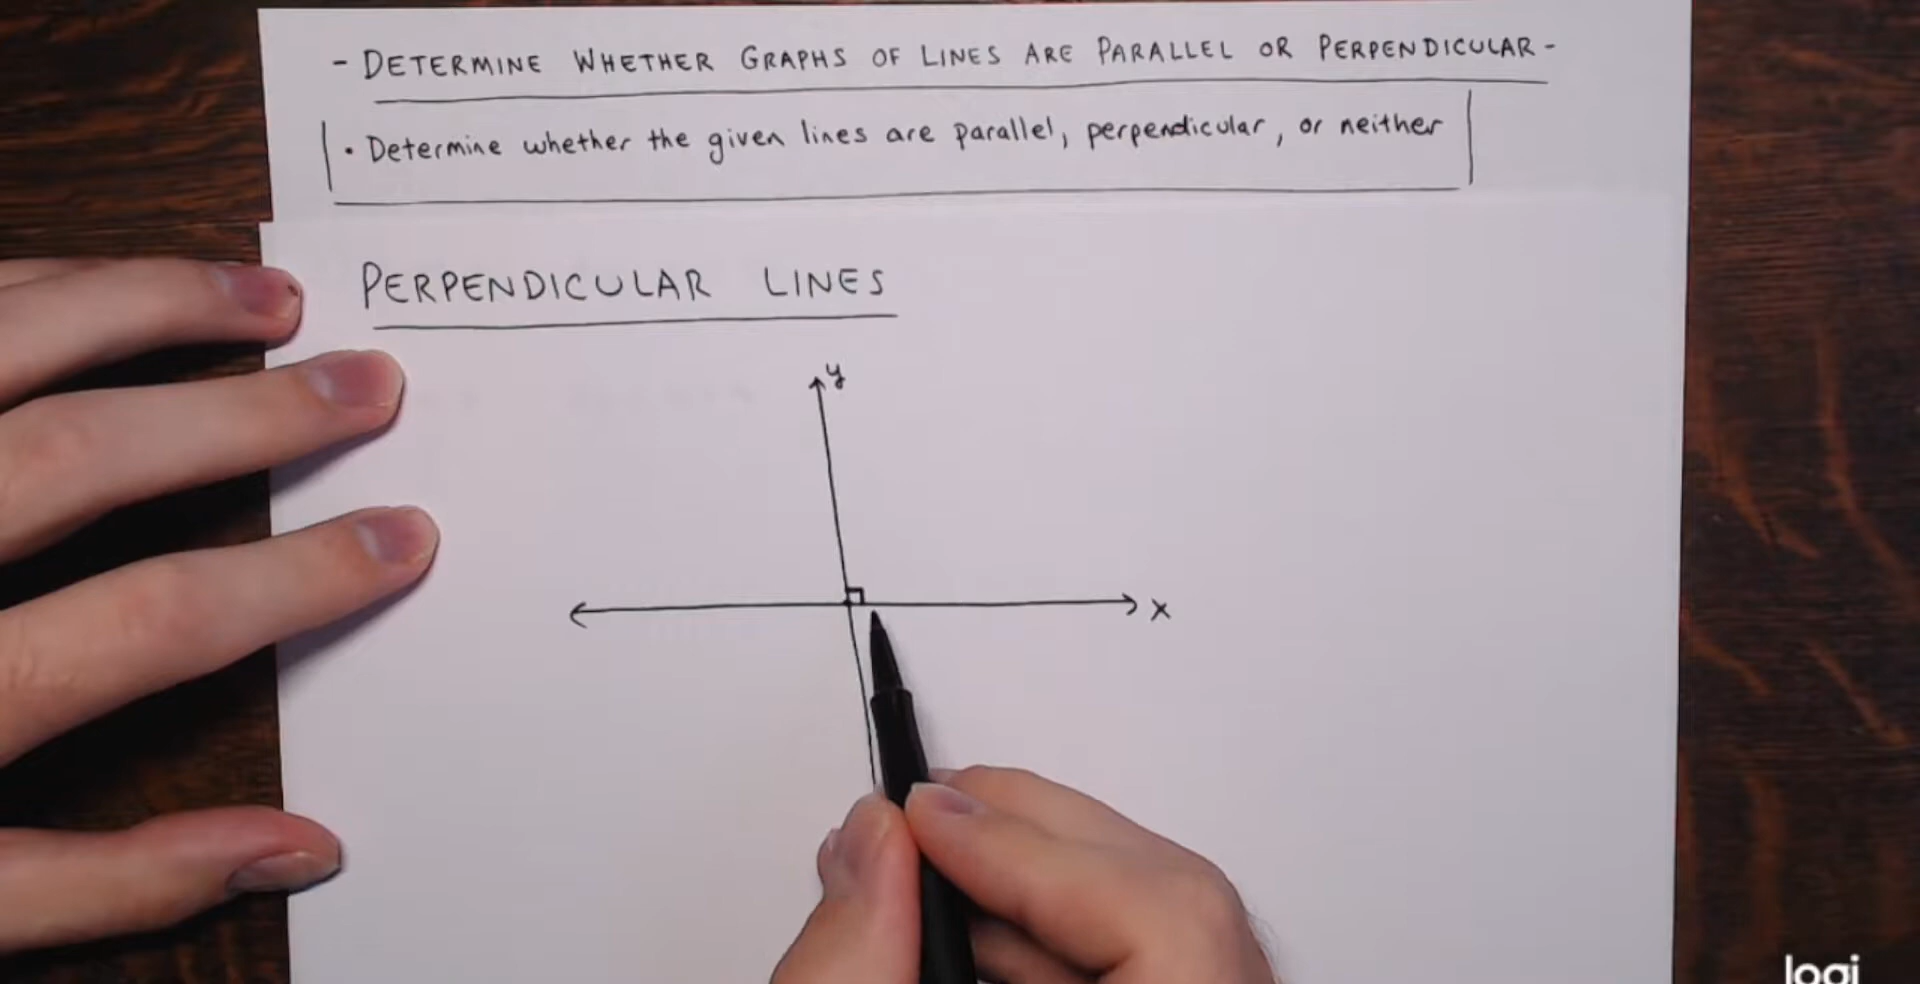 - DETERMINE WHETHER GRAPHS OF LINES ARE PARALLEL OR PERPENDICULAR -
• Determine whether the given lines are parallel, perpendicular, or neither
PERPENDICULAR LINES
y
x
logi